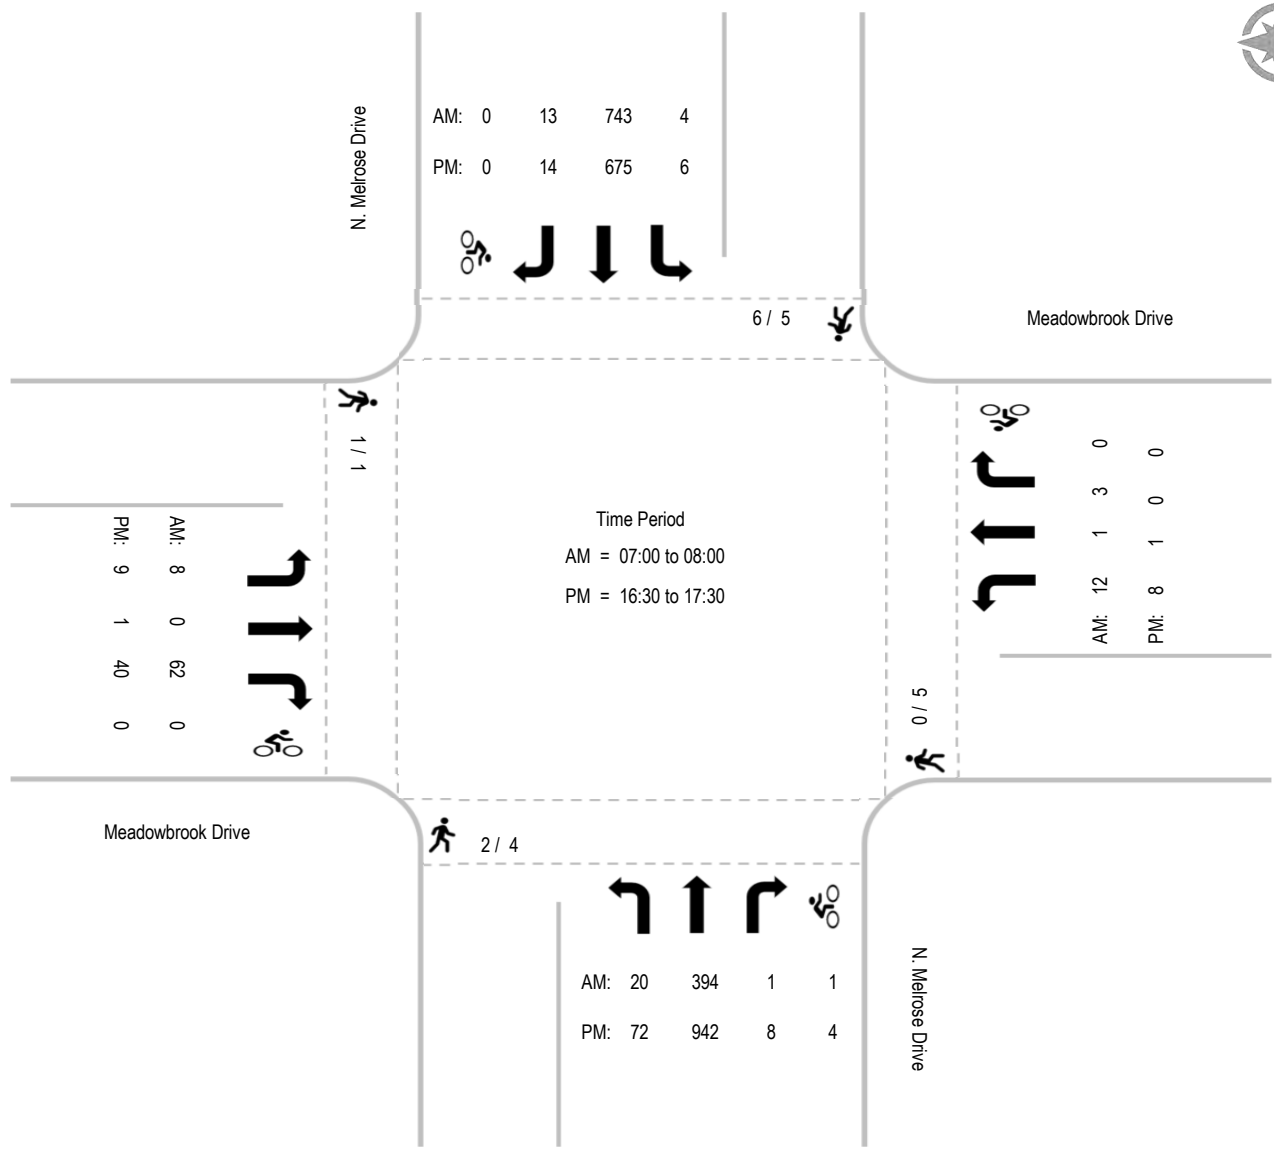 N. Melrose Drive
AM: 0 13 743 4
PM: 0 14 675 6
6 / 5
Meadowbrook Drive
1 / 1
AM: 8 0 62 0
PM: 9 1 40 0
Time Period
AM = 07:00 to 08:00
PM = 16:30 to 17:30
AM: 12 1 3 0
PM: 8 1 0 0
0 / 5
Meadowbrook Drive
2 / 4
AM: 20 394 1 1
PM: 72 942 8 4
N. Melrose Drive